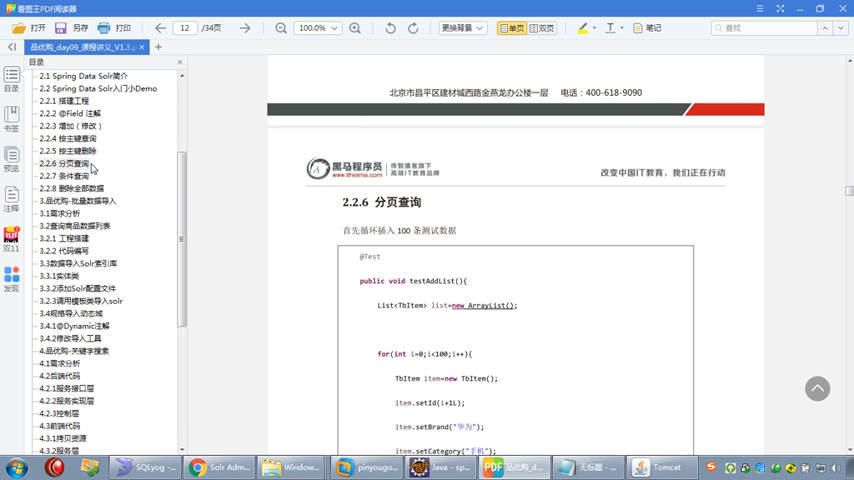 看图王PDF阅读器
打开 另存 打印 12 /34页 100.0% 更换背景 单页 双页 T 笔记 查找
品优购_day09_课程讲义_V1.3.p × +
目录 ×
目录
书签
预览
注释
双11
发现
2.1 Spring Data Solr简介
2.2 Spring Data Solr入门小Demo
2.2.1 搭建工程
2.2.2 @Field 注解
2.2.3 增加（修改）
2.2.4 按主键查询
2.2.5 按主键删除
2.2.6 分页查询
2.2.7 条件查询
2.2.8 删除全部数据
3.品优购-批量数据导入
3.1需求分析
3.2查询商品数据列表
3.2.1 工程搭建
3.2.2 代码编写
3.3数据导入Solr索引库
3.3.1实体类
3.3.2添加Solr配置文件
3.2.3调用模板类导入solr
3.4规格导入动态域
3.4.1@Dynamic注解
3.4.2修改导入工具
4.品优购-关键字搜索
4.1需求分析
4.2后端代码
4.2.1服务接口层
4.2.2服务实现层
4.2.3控制层
4.3前端代码
4.3.1拷贝资源
4.3.2服务层
北京市昌平区建材城西路金燕龙办公楼一层 电话：400-618-9090
黑马程序员 www.itheima.com 传智播客旗下 高端IT教育品牌
改变中国IT教育，我们正在行动
2.2.6 分页查询
首先循环插入 100 条测试数据
@Test
public void testAddList(){
List<TbItem> list=new ArrayList();
for(int i=0;i<100;i++){
TbItem item=new TbItem();
item.setId(i+1L);
item.setBrand("华为");
item.setCategory("手机");
SQLyog -... Solr Adm... Window... pinyougo... Java - sp... 品优购_d... 无标题 -... Tomcat